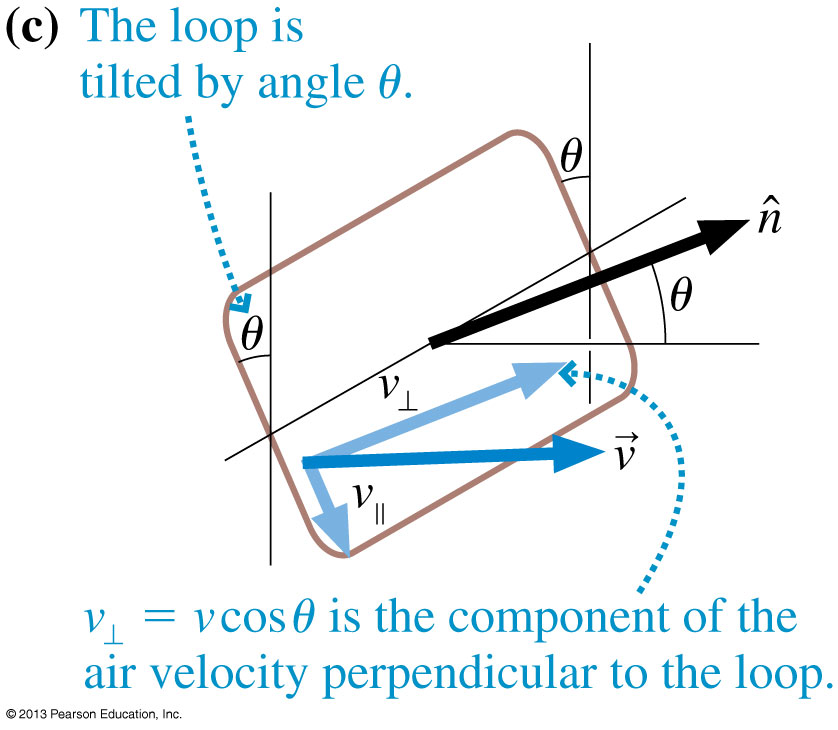 (c) The loop is
tilted by angle θ.
θ
n̂
θ
θ
v⊥
v⃗
v∥
v⊥ = v cos θ is the component of the
air velocity perpendicular to the loop.
© 2013 Pearson Education, Inc.